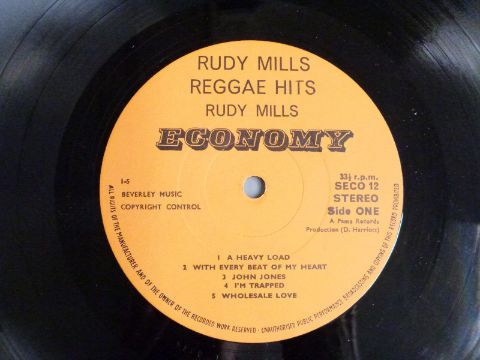 RUDY MILLS
REGGAE HITS
RUDY MILLS
ECONOMY
33⅓ r.p.m.
SECO 12
STEREO
Side ONE
A Pama Records
Production (D. Harriott)
1-5
BEVERLEY MUSIC
COPYRIGHT CONTROL
1 A HEAVY LOAD
2 WITH EVERY BEAT OF MY HEART
3 JOHN JONES
4 I'M TRAPPED
5 WHOLESALE LOVE
ALL RIGHTS OF THE MANUFACTURER, AND OF THE OWNER OF THE RECORDED WORK RESERVED - UNAUTHORISED PUBLIC PERFORMANCE, BROADCASTING AND COPYING OF THIS RECORD PROHIBITED